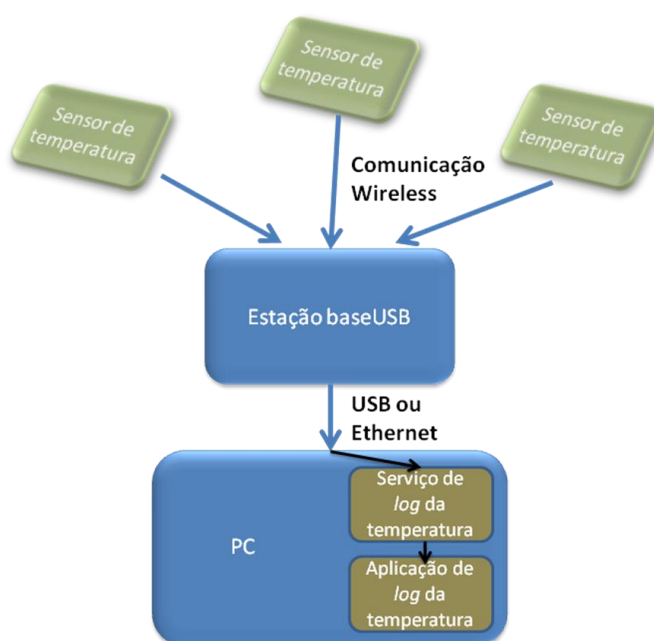 Sensor de
temperatura
Sensor de
temperatura
Sensor de
temperatura
Comunicação
Wireless
Estação baseUSB
USB ou
Ethernet
PC
Serviço de
log da
temperatura
Aplicação de
log da
temperatura